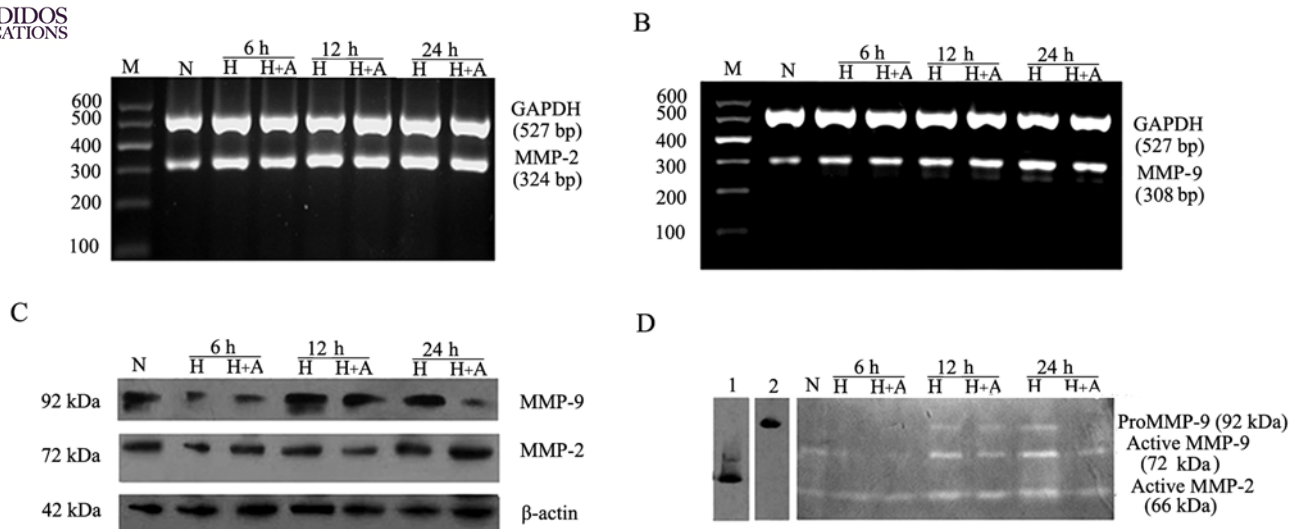 DIDOS
CATIONS
6 h 12 h 24 h
M N H H+A H H+A H H+A
600
500
400
300
200
100
GAPDH
(527 bp)
MMP-2
(324 bp)
B
6 h 12 h 24 h
M N H H+A H H+A H H+A
600
500
400
300
200
100
GAPDH
(527 bp)
MMP-9
(308 bp)
C
6 h 12 h 24 h
N H H+A H H+A H H+A
92 kDa MMP-9
72 kDa MMP-2
42 kDa β-actin
D
6 h 12 h 24 h
1 2 N H H+A H H+A H H+A
ProMMP-9 (92 kDa)
Active MMP-9
(72 kDa)
Active MMP-2
(66 kDa)